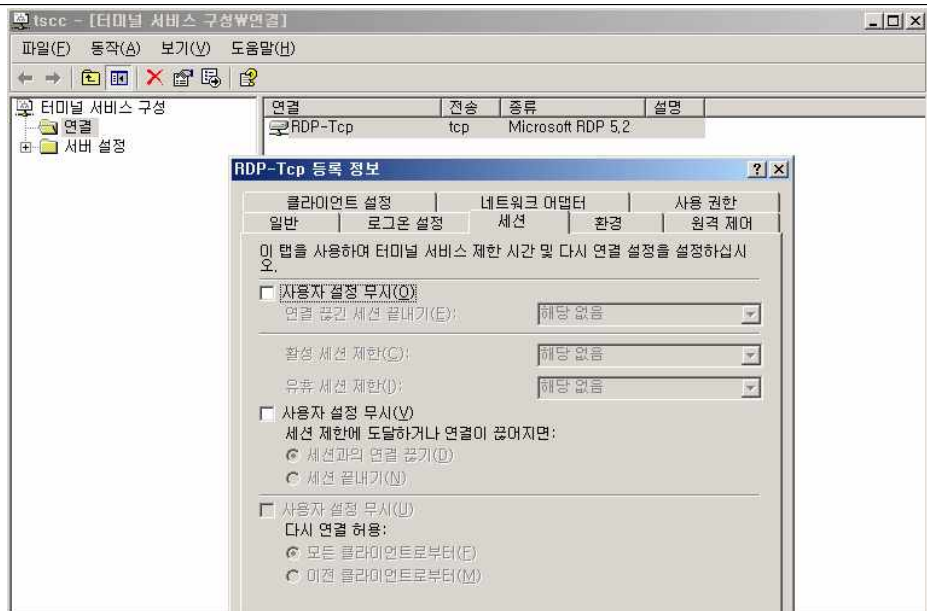 tscc - [터미널 서비스 구성₩연결]
파일(F) 동작(A) 보기(V) 도움말(H)
터미널 서비스 구성
연결
서버 설정
연결 전송 종류 설명
RDP-Tcp tcp Microsoft RDP 5,2
RDP-Tcp 등록 정보
클라이언트 설정 네트워크 어댑터 사용 권한
일반 로그온 설정 세션 환경 원격 제어
이 탭을 사용하여 터미널 서비스 제한 시간 및 다시 연결 설정을 설정하십시
오.
사용자 설정 무시(O)
연결 끊긴 세션 끝내기(E): 해당 없음
활성 세션 제한(C): 해당 없음
유휴 세션 제한(I): 해당 없음
사용자 설정 무시(V)
세션 제한에 도달하거나 연결이 끊어지면:
세션과의 연결 끊기(D)
세션 끝내기(N)
사용자 설정 무시(U)
다시 연결 허용:
모든 클라이언트로부터(F)
이전 클라이언트로부터(M)